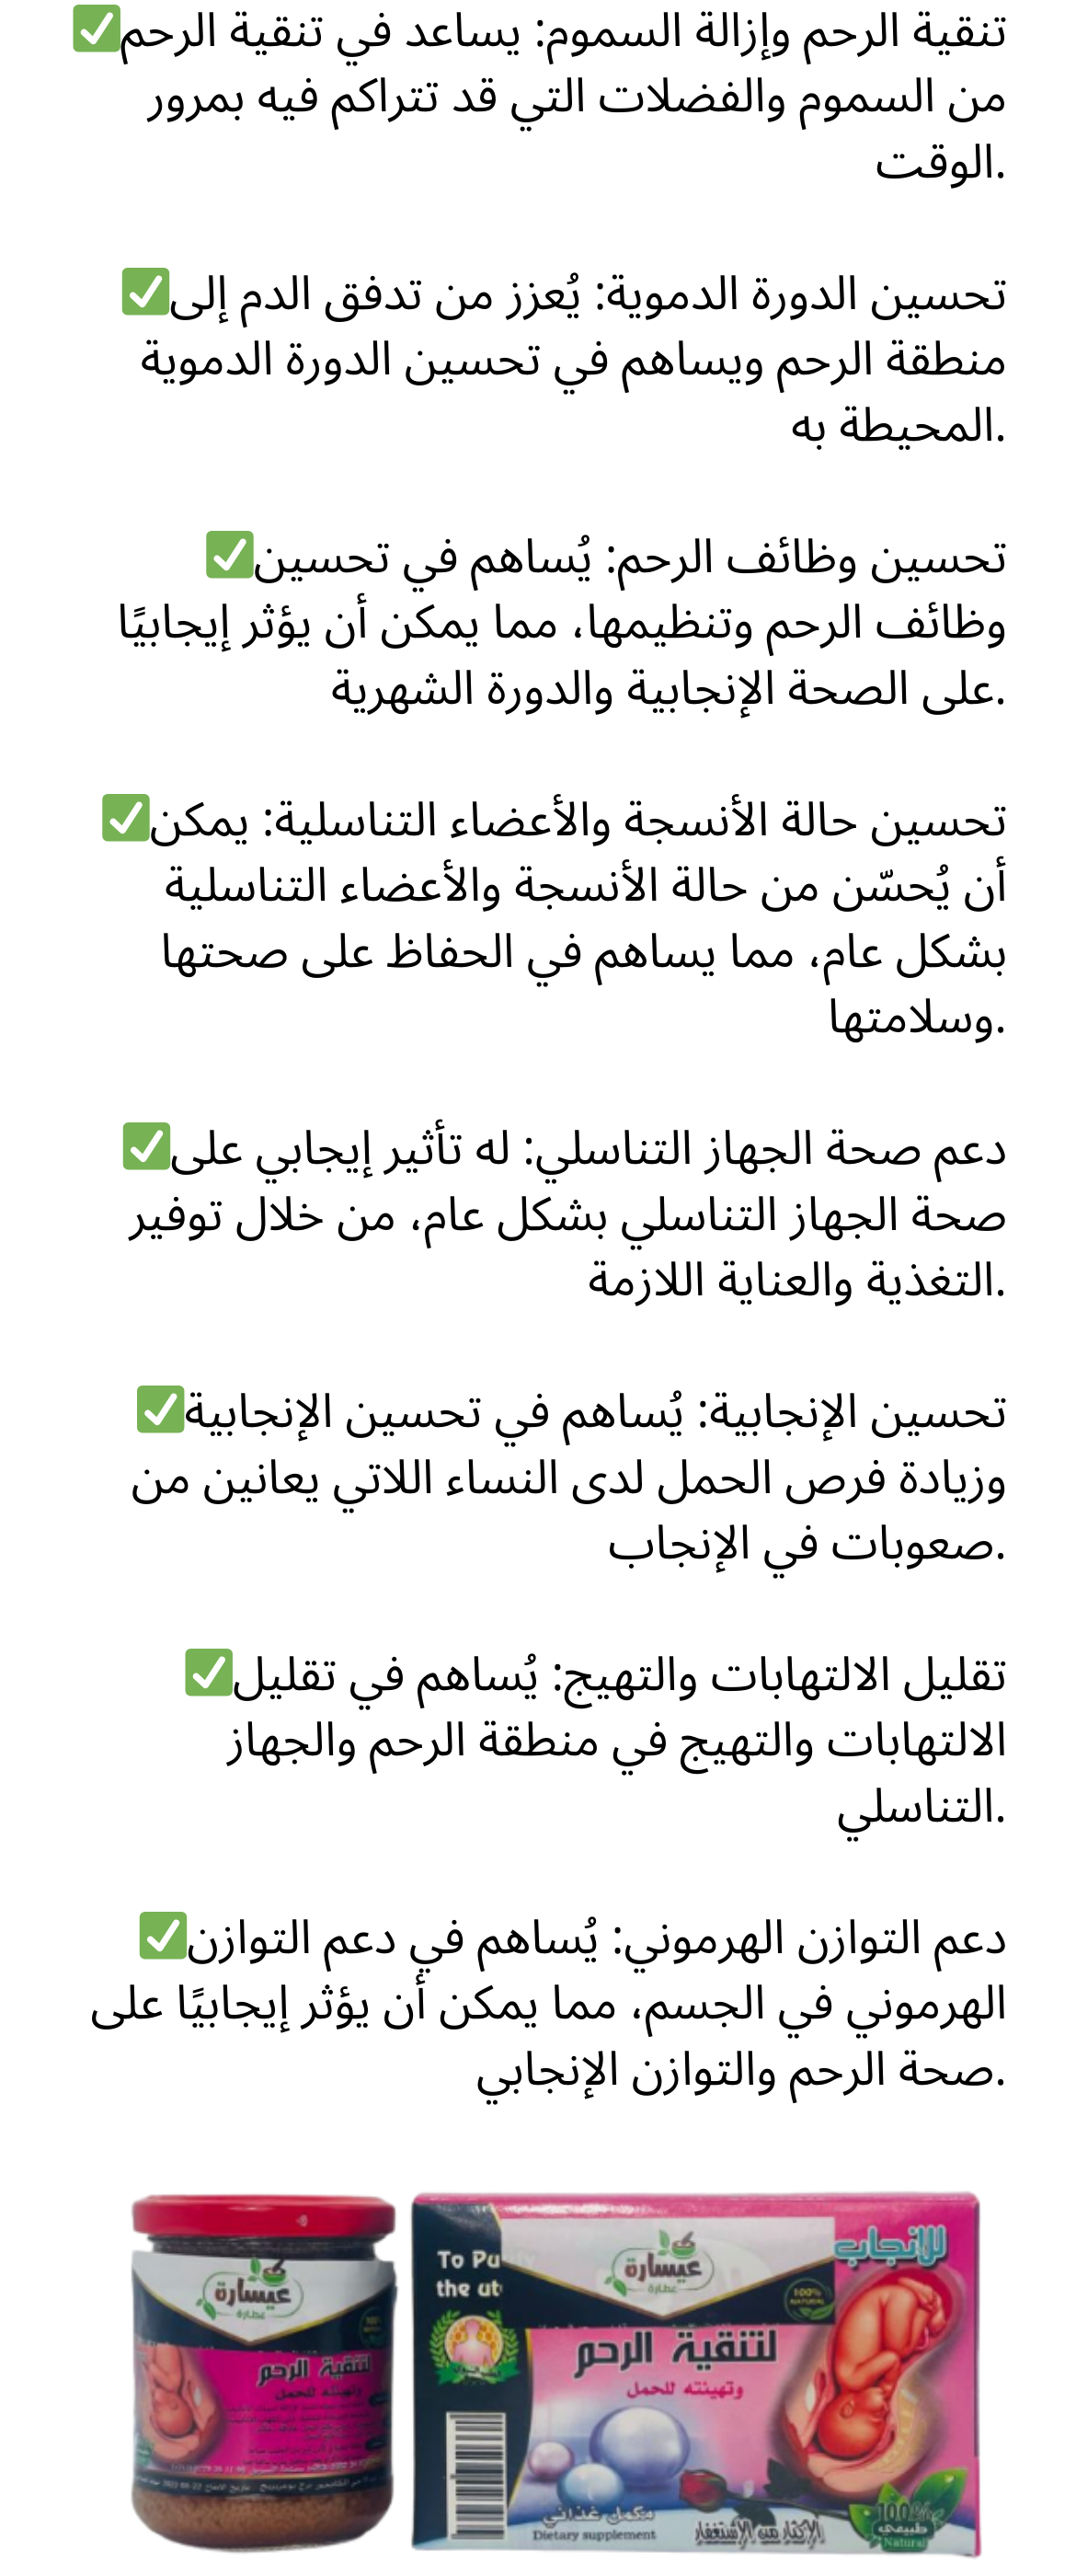 تنقية الرحم وإزالة السموم: يساعد في تنقية الرحم✅
من السموم والفضلات التي قد تتراكم فيه بمرور
الوقت.
تحسين الدورة الدموية: يُعزز من تدفق الدم إلى✅
منطقة الرحم ويساهم في تحسين الدورة الدموية
المحيطة به.
تحسين وظائف الرحم: يُساهم في تحسين✅
وظائف الرحم وتنظيمها، مما يمكن أن يؤثر إيجابيًا
على الصحة الإنجابية والدورة الشهرية.
تحسين حالة الأنسجة والأعضاء التناسلية: يمكن✅
أن يُحسّن من حالة الأنسجة والأعضاء التناسلية
بشكل عام، مما يساهم في الحفاظ على صحتها
وسلامتها.
دعم صحة الجهاز التناسلي: له تأثير إيجابي على✅
صحة الجهاز التناسلي بشكل عام، من خلال توفير
التغذية والعناية اللازمة.
تحسين الإنجابية: يُساهم في تحسين الإنجابية✅
وزيادة فرص الحمل لدى النساء اللاتي يعانين من
صعوبات في الإنجاب.
تقليل الالتهابات والتهيج: يُساهم في تقليل✅
الالتهابات والتهيج في منطقة الرحم والجهاز
التناسلي.
دعم التوازن الهرموني: يُساهم في دعم التوازن✅
الهرموني في الجسم، مما يمكن أن يؤثر إيجابيًا على
صحة الرحم والتوازن الإنجابي.
للإنجاب
To Purify
the ut
عيسارة
عطارة
100%
NATURAL
لتنقية الرحم
وتهيئته للحمل
مكمل غذائي
Dietary supplement
الإكثار من الإستغفار
100%
طبيعي
Natural
عيسارة
عطارة
لتنقية الرحم
وتهيئته للحمل